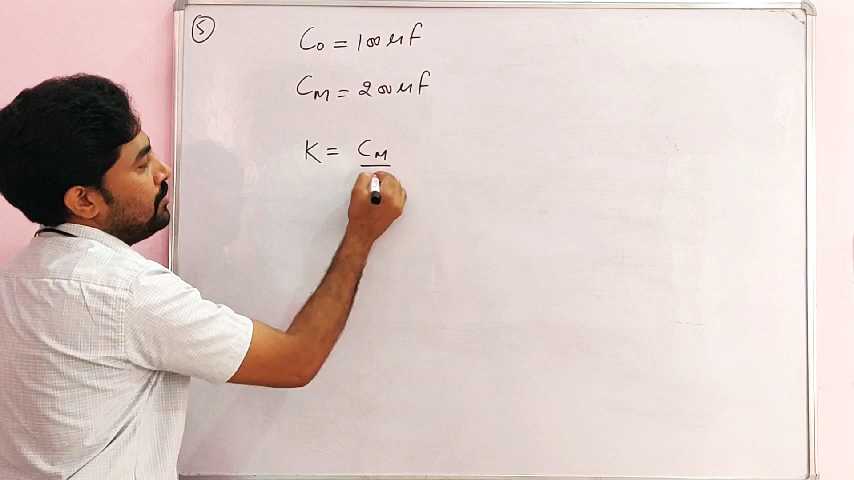 ⑤
C₀ = 100 μf
C_M = 200 μf
K = C_M